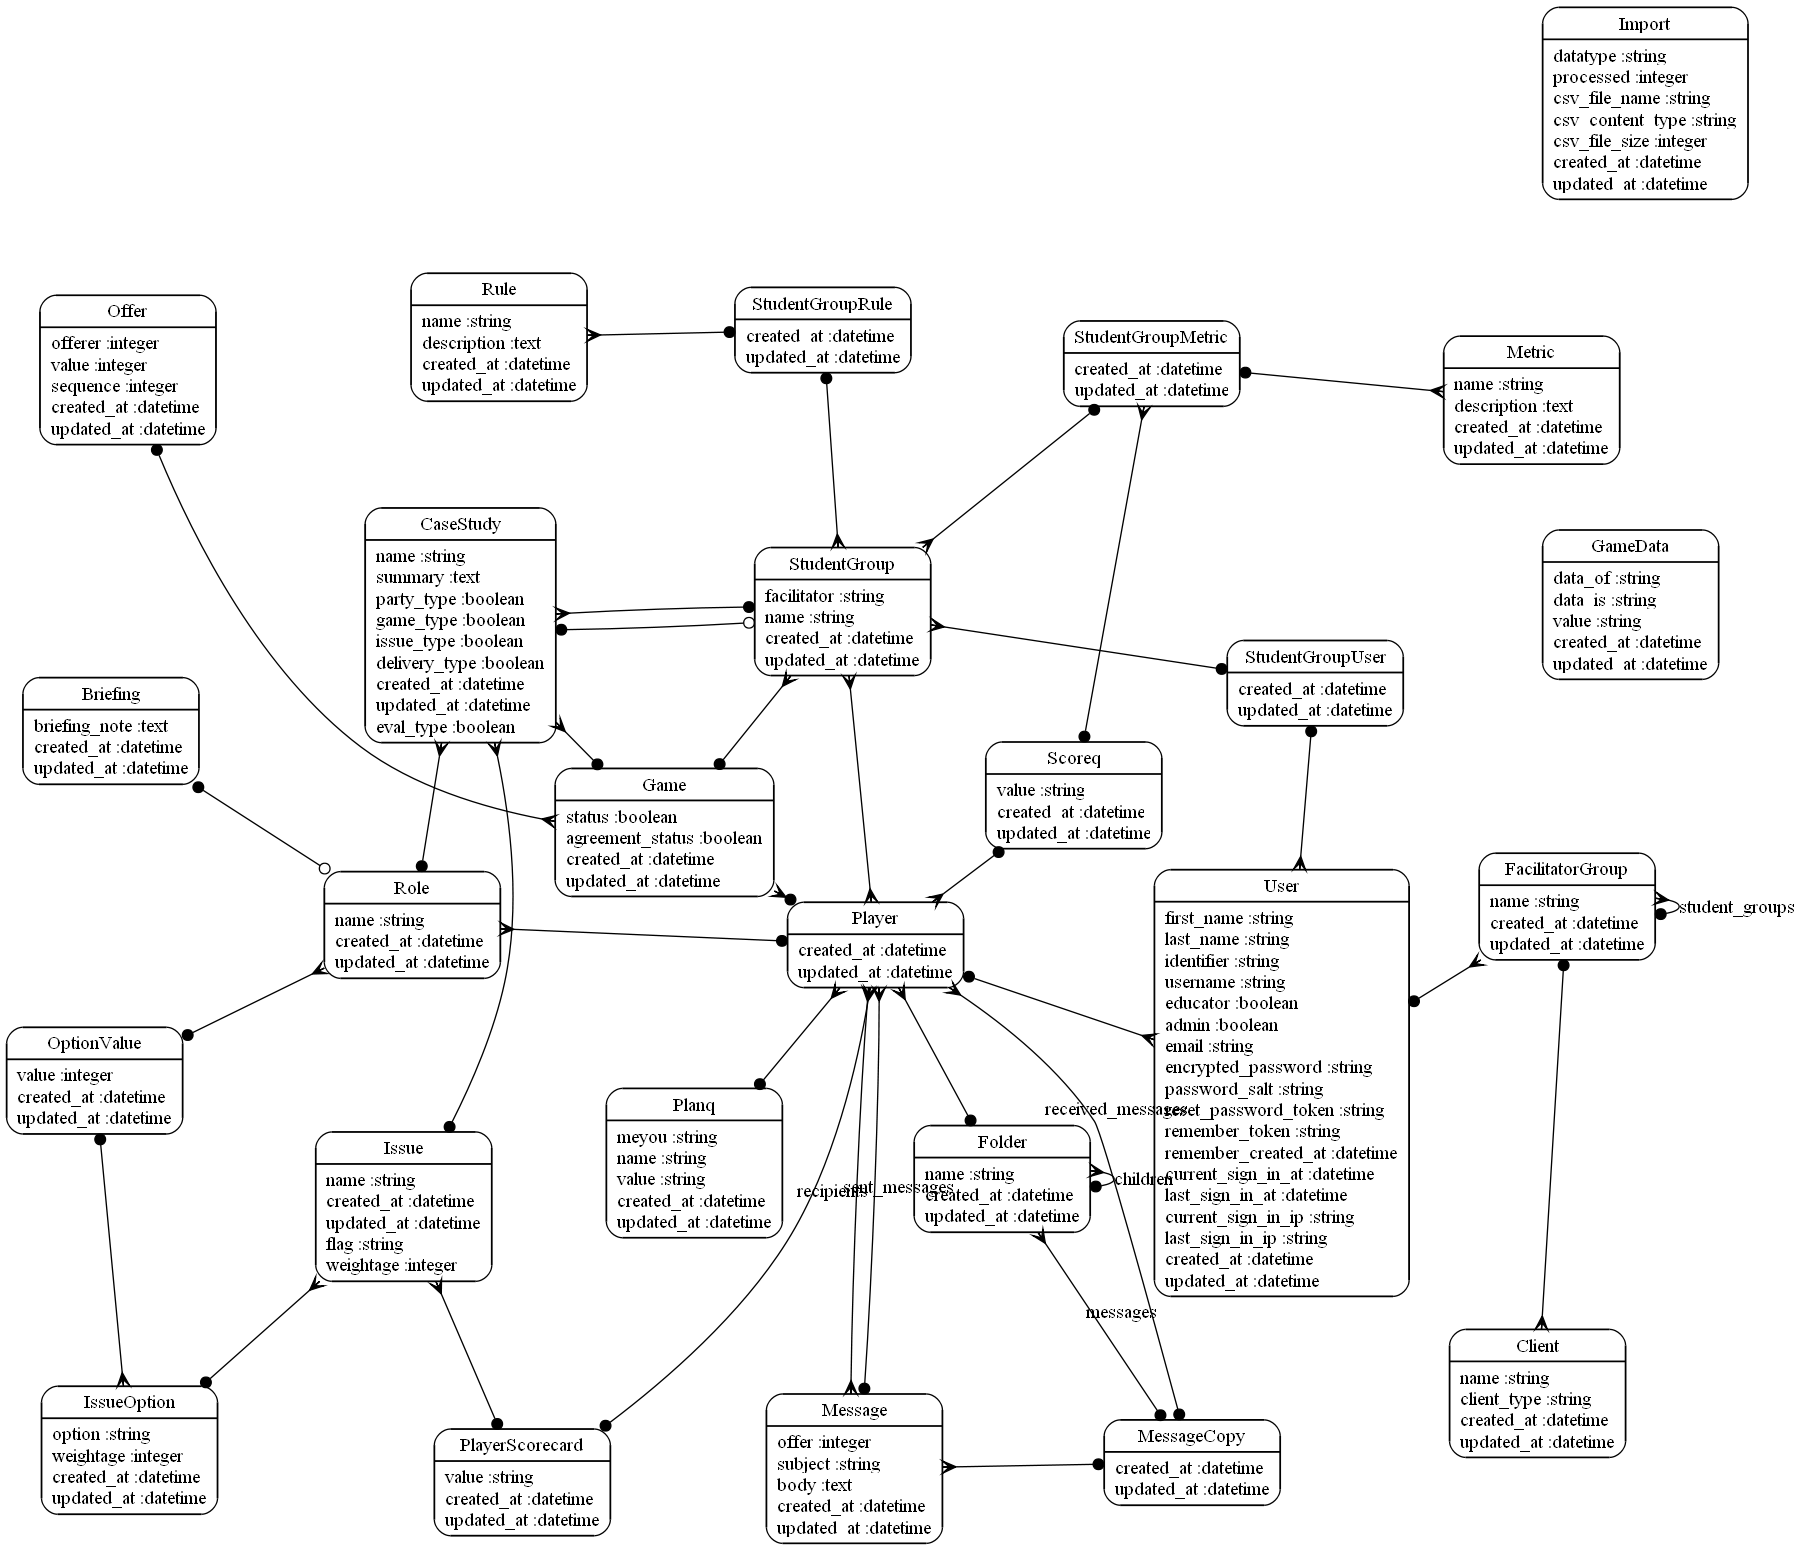 Import
datatype :string
processed :integer
csv_file_name :string
csv_content_type :string
csv_file_size :integer
created_at :datetime
updated_at :datetime
Offer
offerer :integer
value :integer
sequence :integer
created_at :datetime
updated_at :datetime
Rule
name :string
description :text
created_at :datetime
updated_at :datetime
StudentGroupRule
created_at :datetime
updated_at :datetime
StudentGroupMetric
created_at :datetime
updated_at :datetime
Metric
name :string
description :text
created_at :datetime
updated_at :datetime
CaseStudy
name :string
summary :text
party_type :boolean
game_type :boolean
issue_type :boolean
delivery_type :boolean
created_at :datetime
updated_at :datetime
eval_type :boolean
StudentGroup
facilitator :string
name :string
created_at :datetime
updated_at :datetime
GameData
data_of :string
data_is :string
value :string
created_at :datetime
updated_at :datetime
StudentGroupUser
created_at :datetime
updated_at :datetime
Briefing
briefing_note :text
created_at :datetime
updated_at :datetime
Game
status :boolean
agreement_status :boolean
created_at :datetime
updated_at :datetime
Scoreq
value :string
created_at :datetime
updated_at :datetime
Role
name :string
created_at :datetime
updated_at :datetime
Player
created_at :datetime
updated_at :datetime
User
first_name :string
last_name :string
identifier :string
username :string
educator :boolean
admin :boolean
email :string
encrypted_password :string
password_salt :string
reset_password_token :string
remember_token :string
remember_created_at :datetime
current_sign_in_at :datetime
last_sign_in_at :datetime
current_sign_in_ip :string
last_sign_in_ip :string
created_at :datetime
updated_at :datetime
FacilitatorGroup
name :string
created_at :datetime
updated_at :datetime
student_groups
OptionValue
value :integer
created_at :datetime
updated_at :datetime
Issue
name :string
created_at :datetime
updated_at :datetime
flag :string
weightage :integer
Planq
meyou :string
name :string
value :string
created_at :datetime
updated_at :datetime
received_messages
Folder
name :string
created_at :datetime
updated_at :datetime
children
recipients
sent_messages
messages
Client
name :string
client_type :string
created_at :datetime
updated_at :datetime
IssueOption
option :string
weightage :integer
created_at :datetime
updated_at :datetime
PlayerScorecard
value :string
created_at :datetime
updated_at :datetime
Message
offer :integer
subject :string
body :text
created_at :datetime
updated_at :datetime
MessageCopy
created_at :datetime
updated_at :datetime